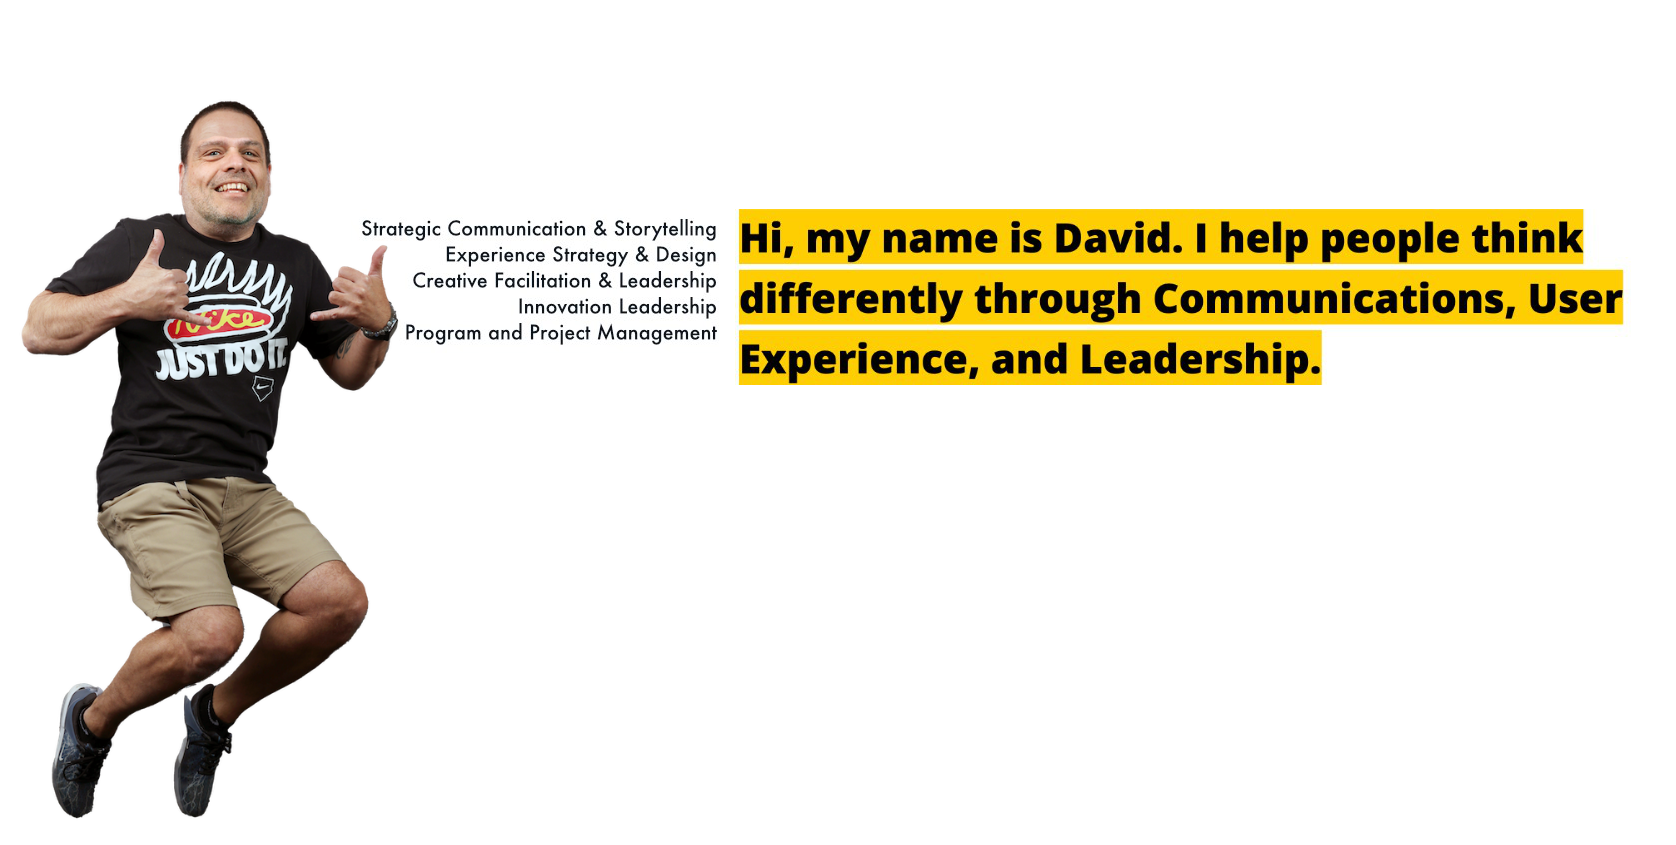 Strategic Communication & Storytelling
Experience Strategy & Design
Creative Facilitation & Leadership
Innovation Leadership
Program and Project Management
Hi, my name is David. I help people think
differently through Communications, User
Experience, and Leadership.
Nike
JUST DO IT.